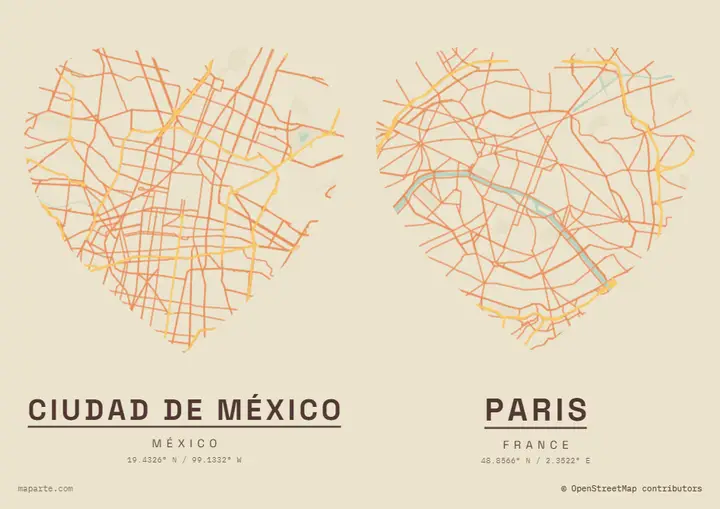 CIUDAD DE MÉXICO
MÉXICO
19.4326° N / 99.1332° W
PARIS
FRANCE
48.8566° N / 2.3522° E
maparte.com
© OpenStreetMap contributors